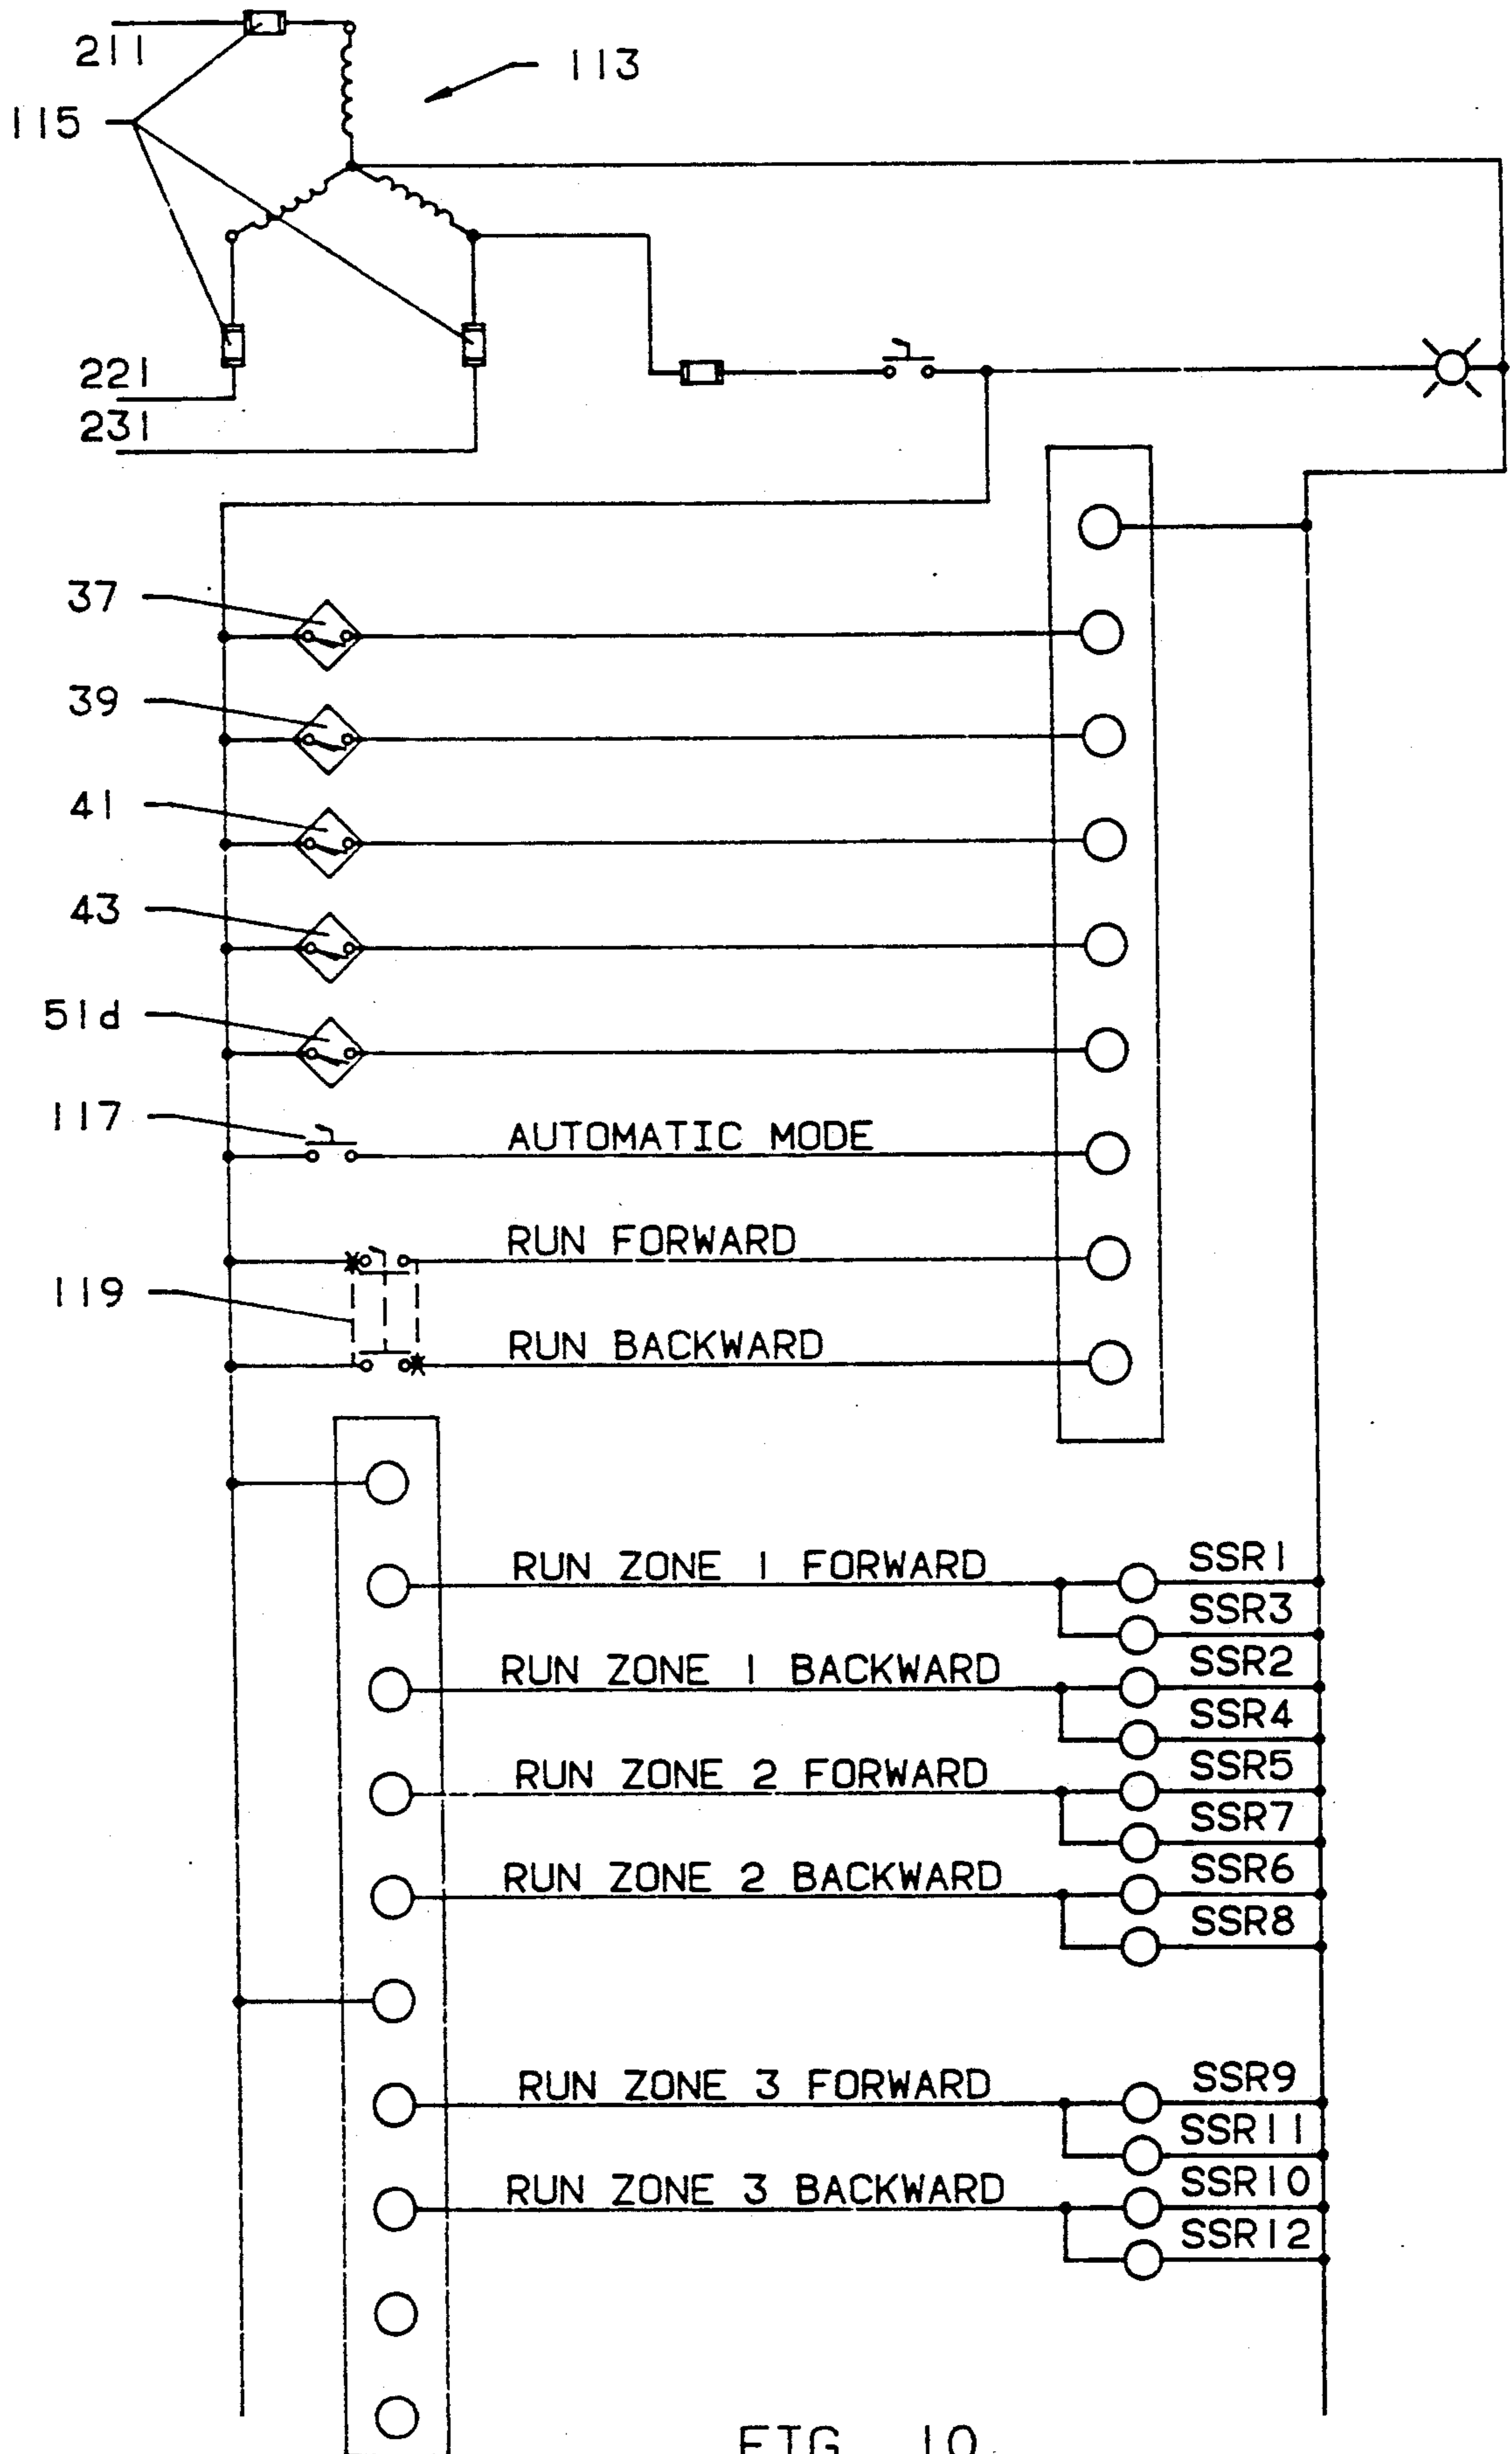 211
113
115
221
231
37
39
41
43
51d
117
AUTOMATIC MODE
RUN FORWARD
119
RUN BACKWARD
RUN ZONE 1 FORWARD
SSR1
SSR3
RUN ZONE 1 BACKWARD
SSR2
SSR4
RUN ZONE 2 FORWARD
SSR5
SSR7
RUN ZONE 2 BACKWARD
SSR6
SSR8
RUN ZONE 3 FORWARD
SSR9
SSR11
RUN ZONE 3 BACKWARD
SSR10
SSR12
FIG. 10